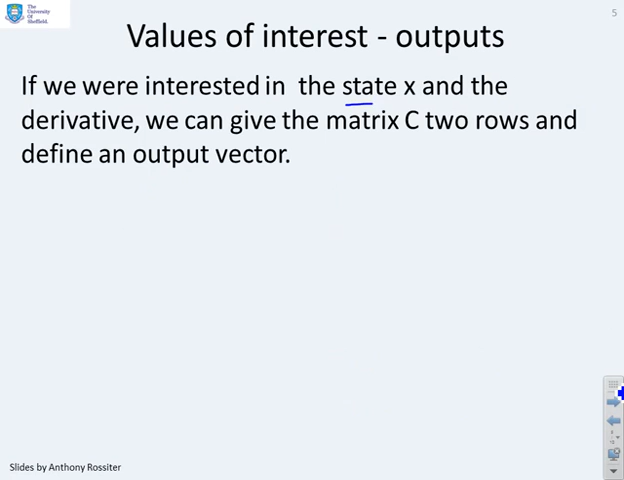 The
University
Of
Sheffield.
5
Values of interest - outputs
If we were interested in the state x and the
derivative, we can give the matrix C two rows and
define an output vector.
Slides by Anthony Rossiter